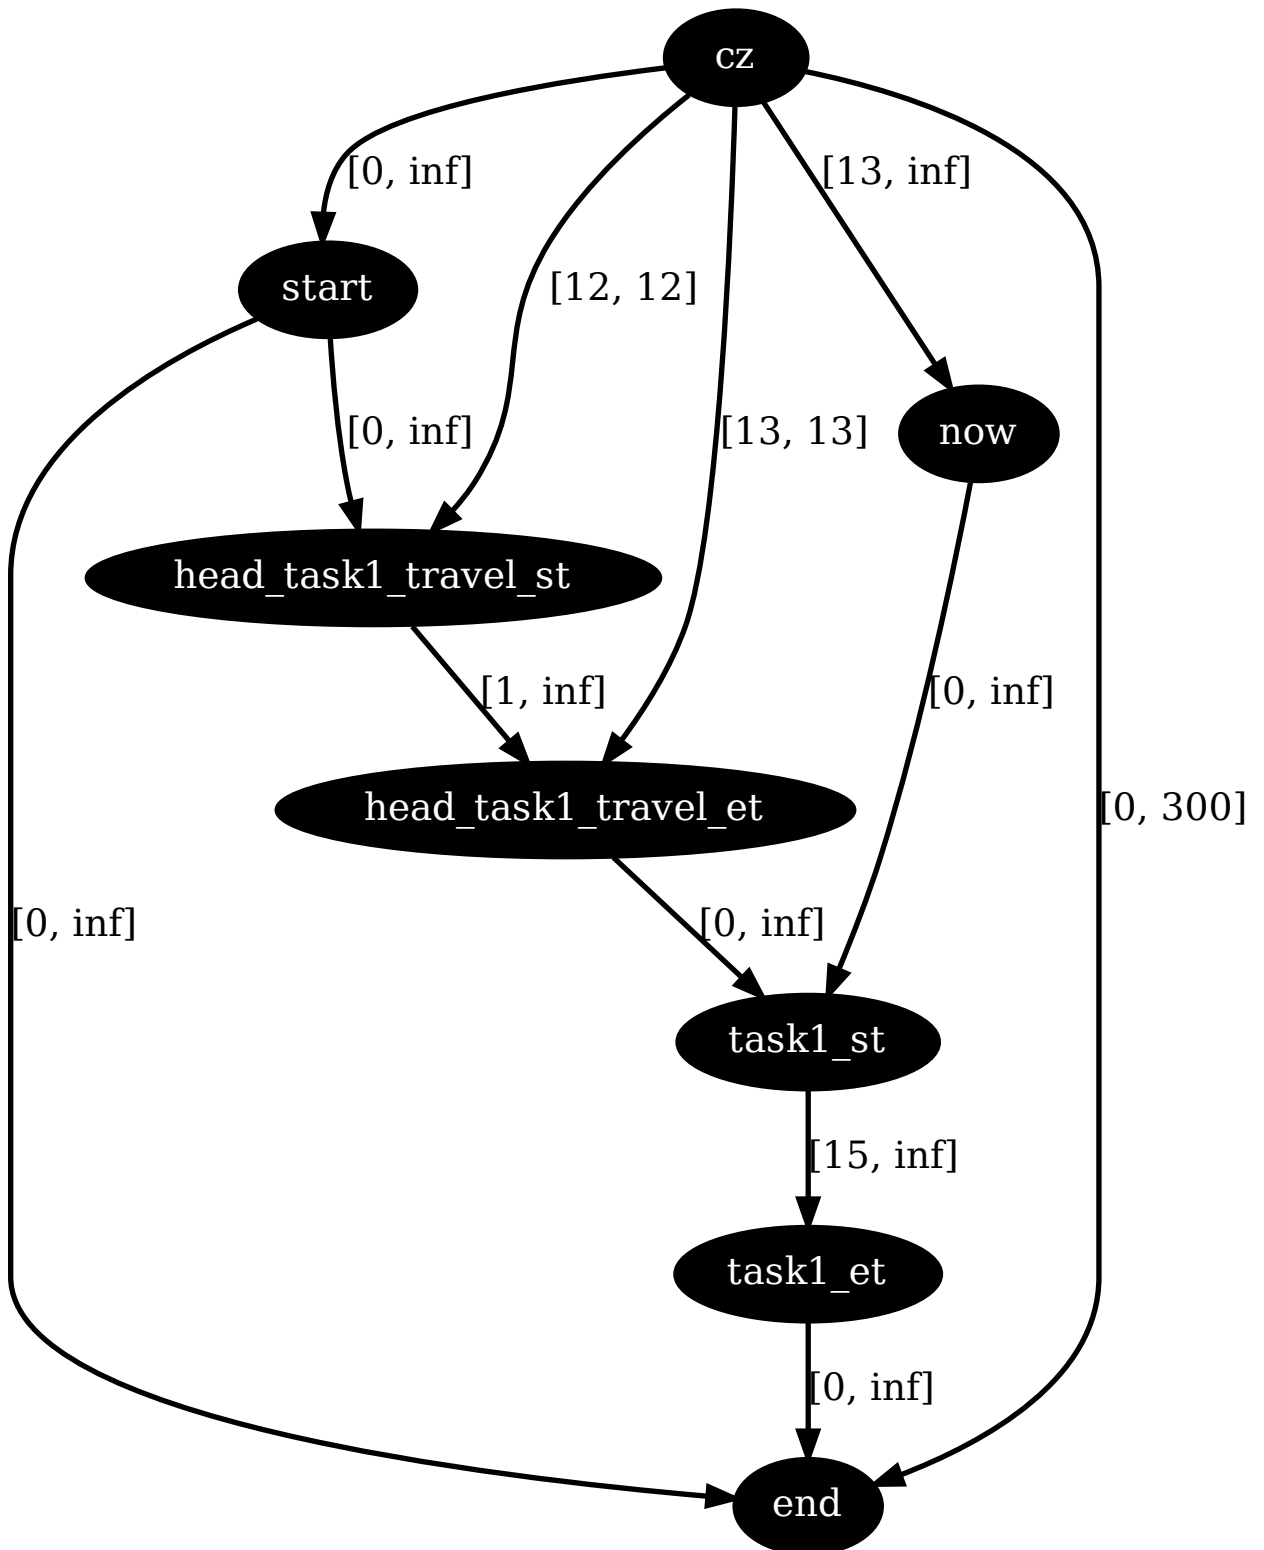 cz
[0, inf]
[13, inf]
start
[12, 12]
[0, inf]
[13, 13]
now
head_task1_travel_st
[1, inf]
[0, inf]
head_task1_travel_et
[0, 300]
[0, inf]
[0, inf]
task1_st
[15, inf]
task1_et
[0, inf]
end